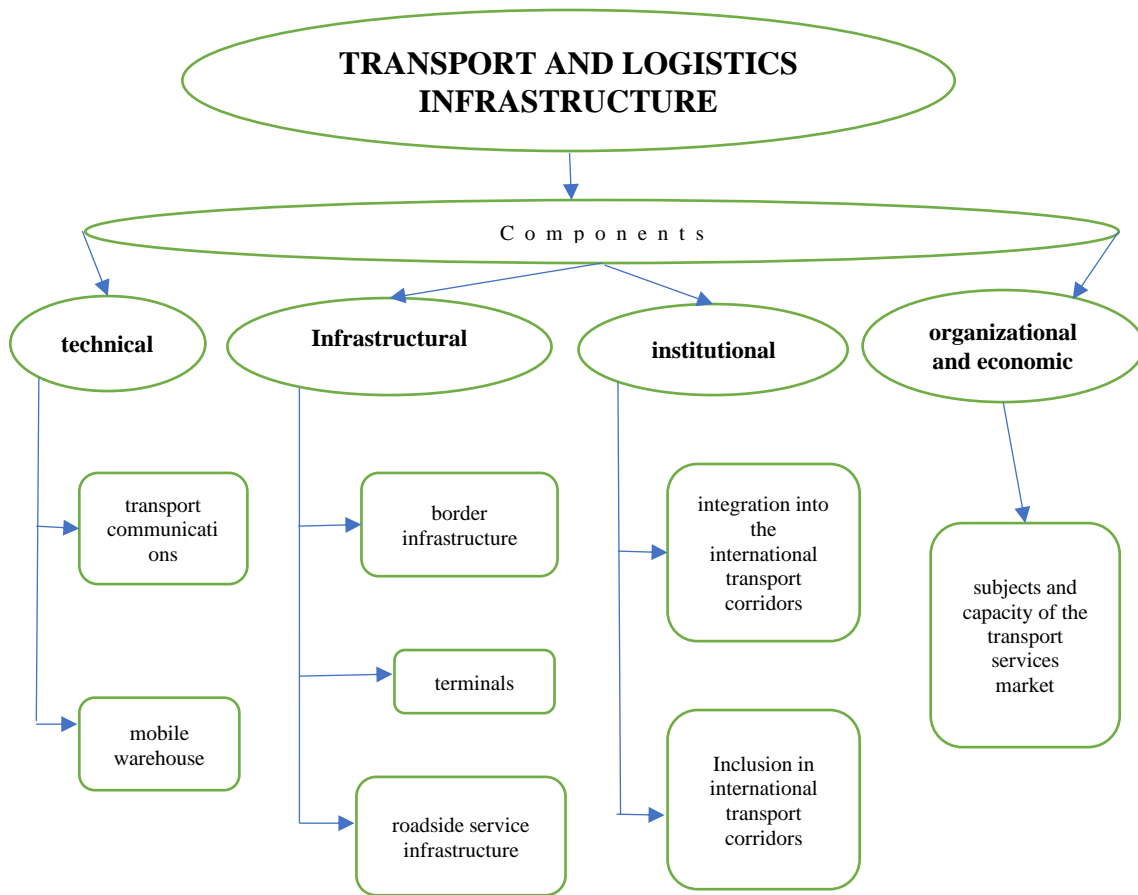 TRANSPORT AND LOGISTICS
INFRASTRUCTURE
Components
technical
Infrastructural
institutional
organizational
and economic
transport
communicati
ons
mobile
warehouse
border
infrastructure
terminals
roadside service
infrastructure
integration into
the
international
transport
corridors
Inclusion in
international
transport
corridors
subjects and
capacity of the
transport
services
market